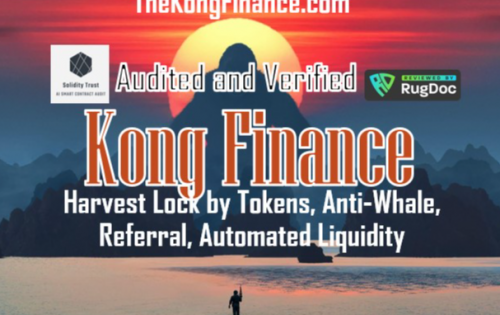 TheKongFinance.com
Solidity Trust
AI SMART CONTRACT AUDIT
Audited and Verified
REVIEWED BY
RugDoc
Kong Finance
Harvest Lock by Tokens, Anti-Whale,
Referral, Automated Liquidity